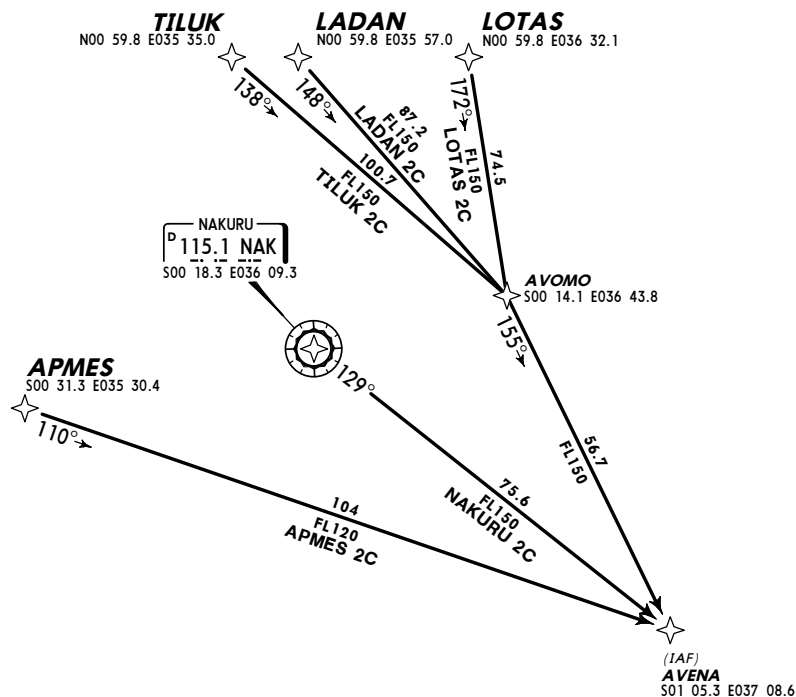 TILUK
N00 59.8 E035 35.0
LADAN
N00 59.8 E035 57.0
LOTAS
N00 59.8 E036 32.1
138°
148°
172°
87.2
FL150
LADAN 2C
100.7
FL150
TILUK 2C
74.5
FL150
LOTAS 2C
NAKURU
D 115.1 NAK
S00 18.3 E036 09.3
AVOMO
S00 14.1 E036 43.8
155°
APMES
S00 31.3 E035 30.4
129°
110°
56.7
FL150
75.6
FL150
NAKURU 2C
104
FL120
APMES 2C
(IAF)
AVENA
S01 05.3 E037 08.6